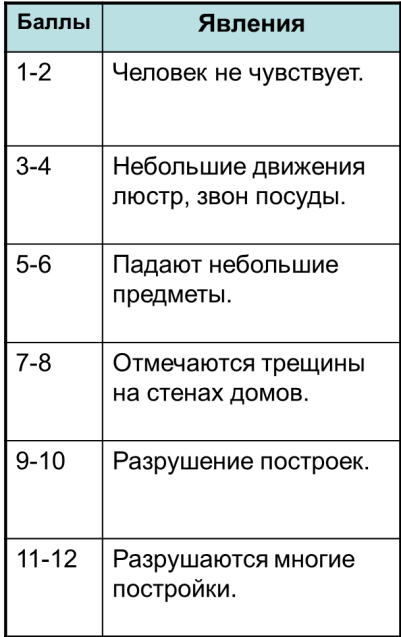 Баллы Явления
1-2 Человек не чувствует.
3-4 Небольшие движения
люстр, звон посуды.
5-6 Падают небольшие
предметы.
7-8 Отмечаются трещины
на стенах домов.
9-10 Разрушение построек.
11-12 Разрушаются многие
постройки.